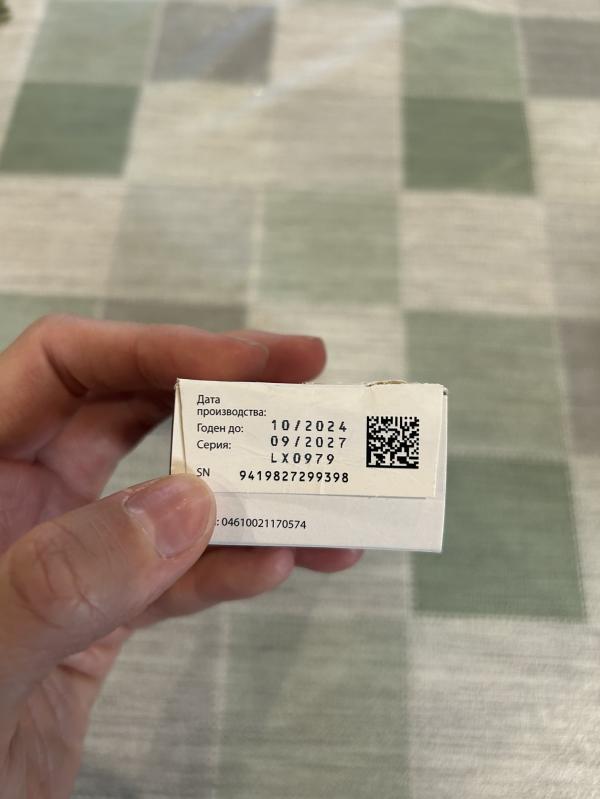 Дата
производства:
10/2024
Годен до: 09/2027
Серия: LX0979
SN 9419827299398
: 04610021170574